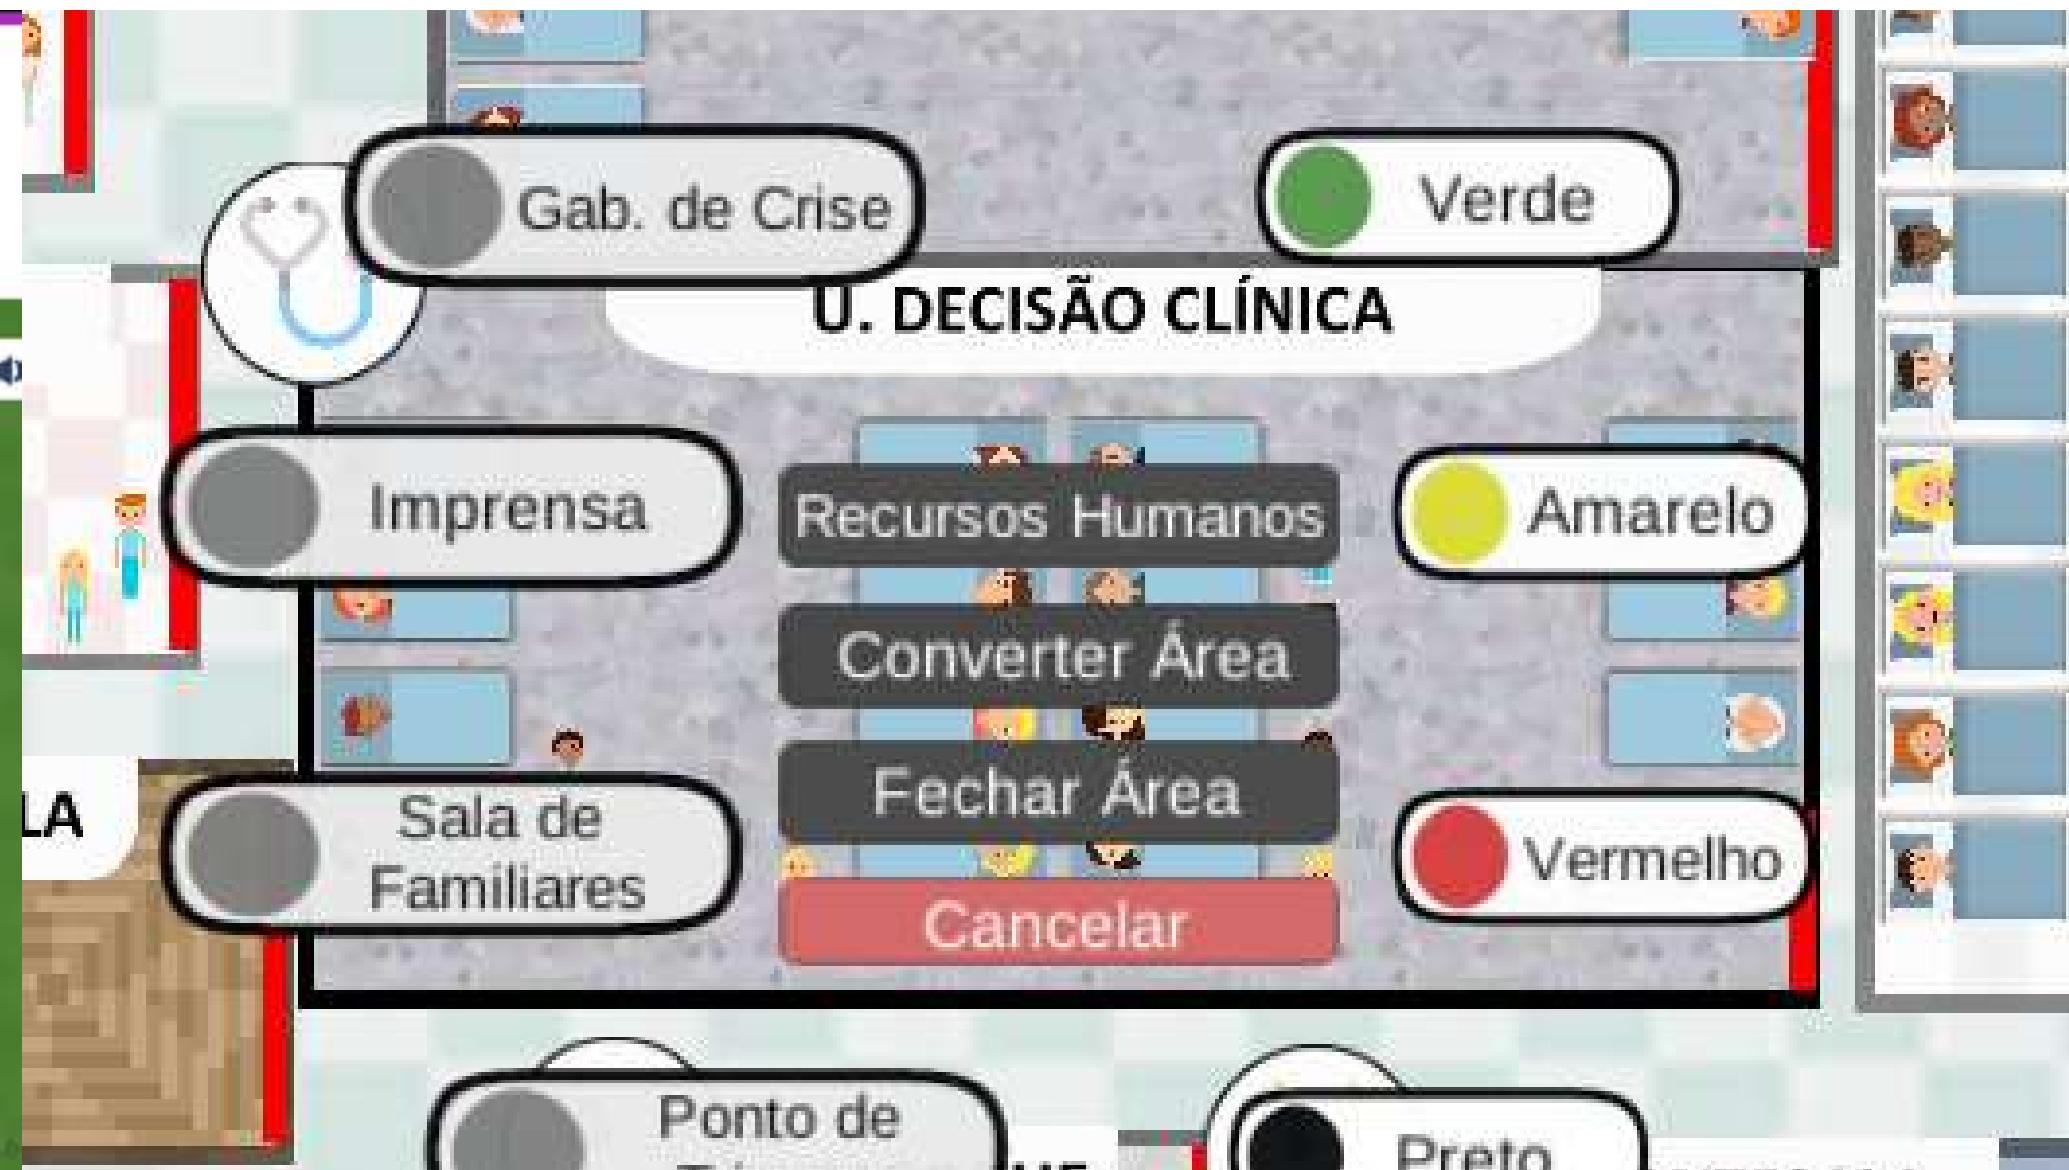 Gab. de Crise
Verde
U. DECISÃO CLÍNICA
Imprensa
Recursos Humanos
Amarelo
Converter Área
Fechar Área
Sala de
Familiares
Vermelho
LA
Cancelar
Ponto de
Preto